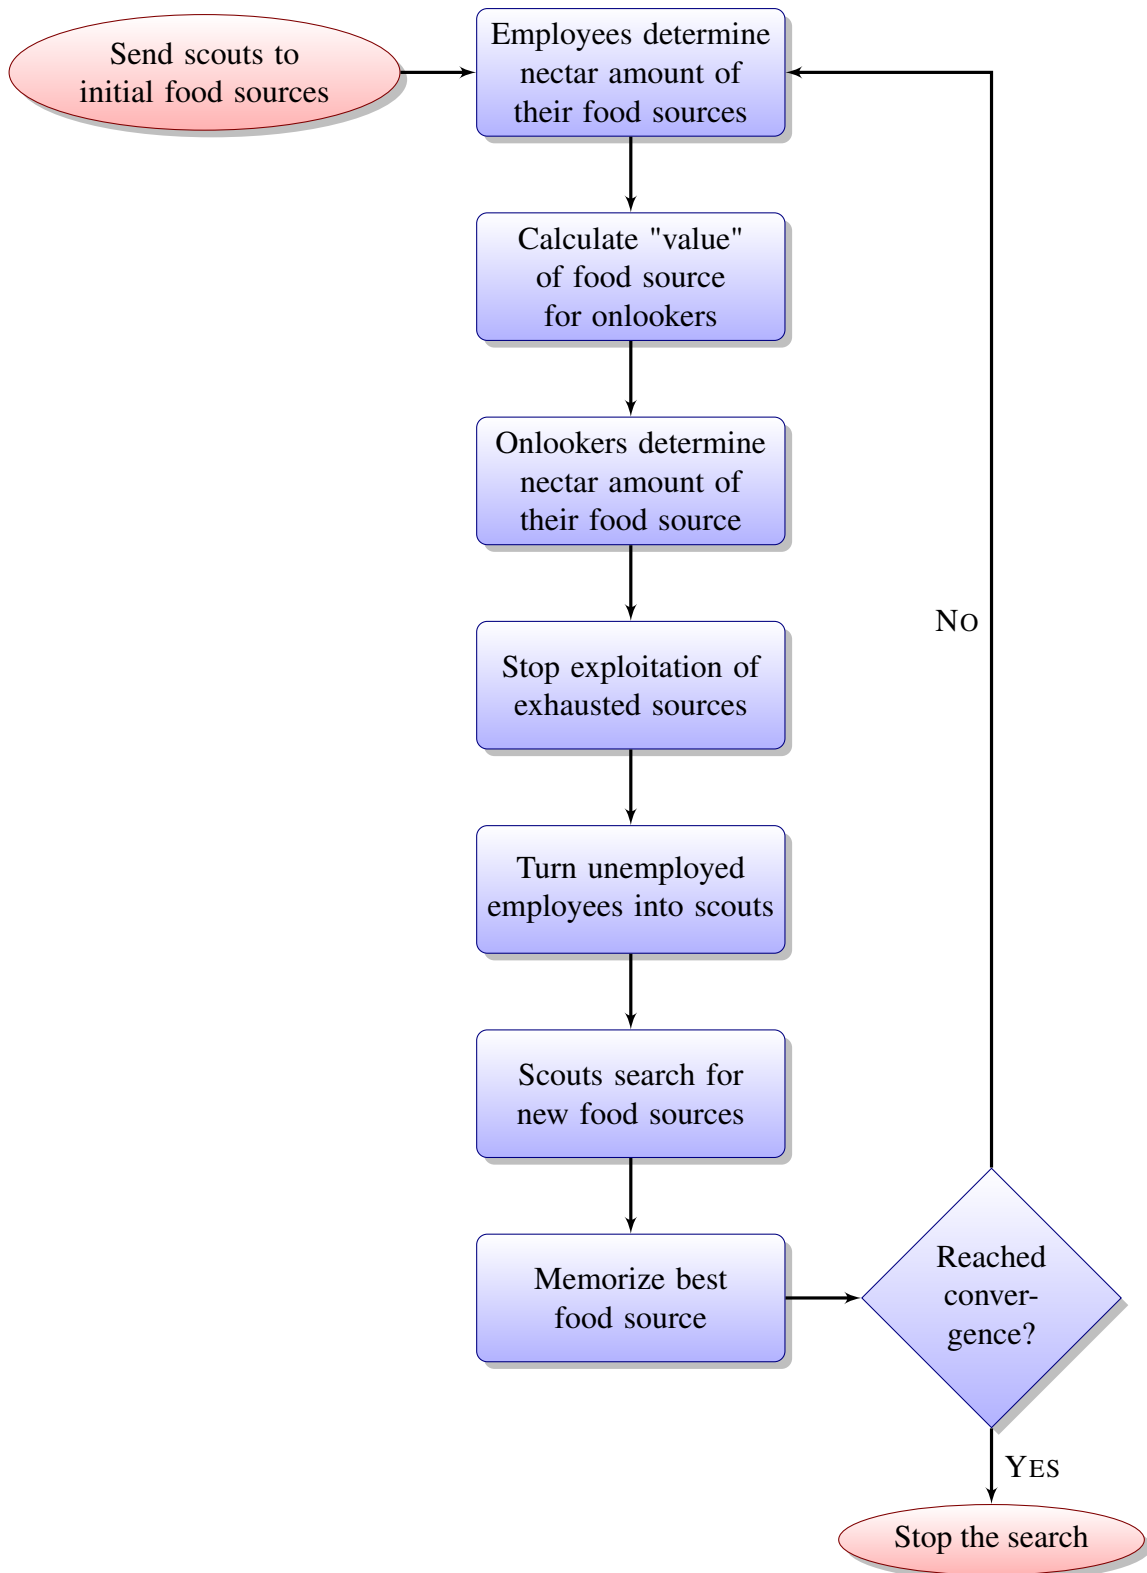 Send scouts to
initial food sources
Employees determine
nectar amount of
their food sources
Calculate "value"
of food source
for onlookers
Onlookers determine
nectar amount of
their food source
Stop exploitation of
exhausted sources
Turn unemployed
employees into scouts
Scouts search for
new food sources
Memorize best
food source
Reached
conver-
gence?
NO
YES
Stop the search